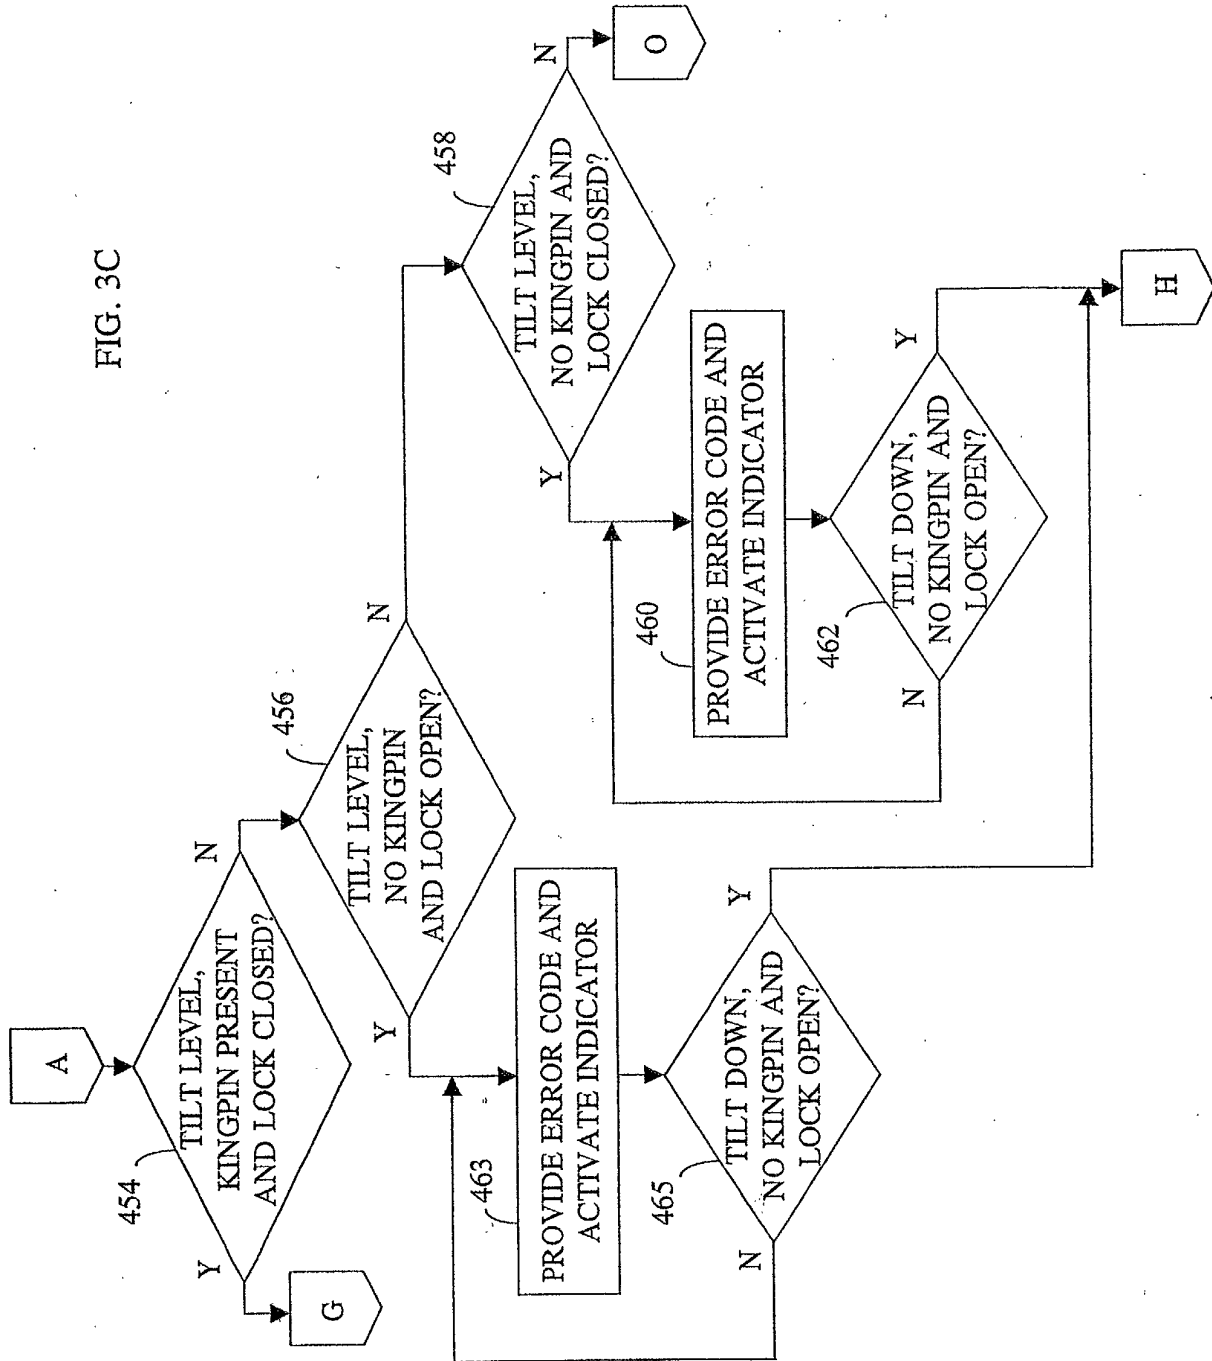 FIG. 3C
A
454
TILT LEVEL,
KINGPIN PRESENT
AND LOCK CLOSED?
Y
N
G
456
TILT LEVEL,
NO KINGPIN
AND LOCK OPEN?
Y
N
458
TILT LEVEL,
NO KINGPIN AND
LOCK CLOSED?
Y
N
O
463
PROVIDE ERROR CODE AND
ACTIVATE INDICATOR
465
TILT DOWN,
NO KINGPIN AND
LOCK OPEN?
N
Y
460
PROVIDE ERROR CODE AND
ACTIVATE INDICATOR
462
TILT DOWN,
NO KINGPIN AND
LOCK OPEN?
N
Y
H